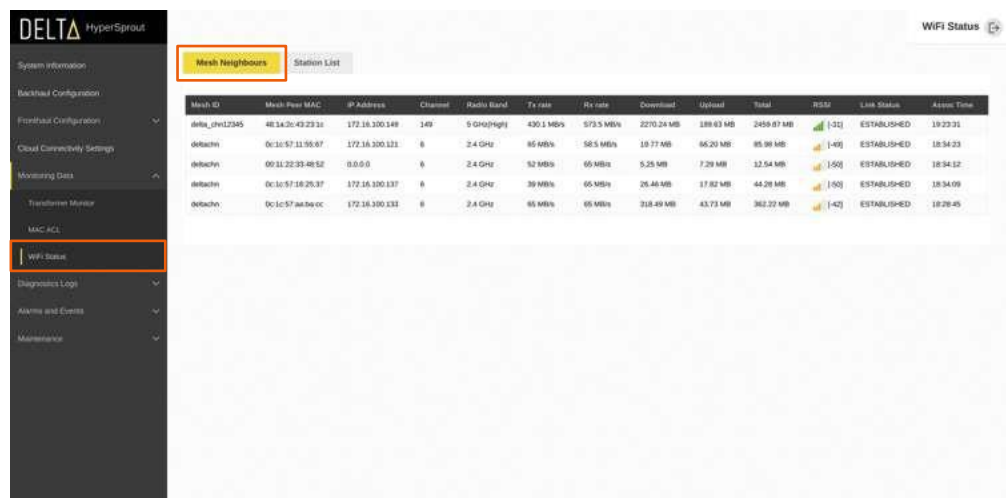 DELTA HyperSprout
WiFi Status
System Information
Backhaul Configuration
Fronthaul Configuration
Cloud Connectivity Settings
Monitoring Data
Transformer Monitor
MAC ACL
WiFi Status
Diagnostics Logs
Alarms and Events
Maintenance
Mesh Neighbours Station List
Mesh ID Mesh Peer MAC IP Address Channel Radio Band Tx rate Rx rate Download Upload Total RSSI Link Status Assoc Time
delta_chn12345 48:1a:2c:43:23:1c 172.16.100.149 149 5 GHz(High) 430.1 MB/s 573.5 MB/s 2270.24 MB 189.63 MB 2459.87 MB [-31] ESTABLISHED 19:23:31
deltachn 0c:1c:57:11:55:67 172.16.100.121 6 2.4 GHz 65 MB/s 58.5 MB/s 19.77 MB 66.20 MB 85.98 MB [-49] ESTABLISHED 18:34:23
deltachn 00:11:22:33:48:52 0.0.0.0 6 2.4 GHz 52 MB/s 65 MB/s 5.25 MB 7.29 MB 12.54 MB [-50] ESTABLISHED 18:34:12
deltachn 0c:1c:57:18:25:37 172.16.100.137 6 2.4 GHz 39 MB/s 65 MB/s 26.46 MB 17.82 MB 44.28 MB [-50] ESTABLISHED 18:34:09
deltachn 0c:1c:57:aa:ba:cc 172.16.100.133 6 2.4 GHz 65 MB/s 65 MB/s 318.49 MB 43.73 MB 362.22 MB [-42] ESTABLISHED 18:28:45